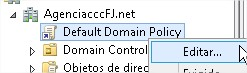 AgenciacccFJ.net
Default Domain Policy
Domain Control
Editar...
Objetos de direc